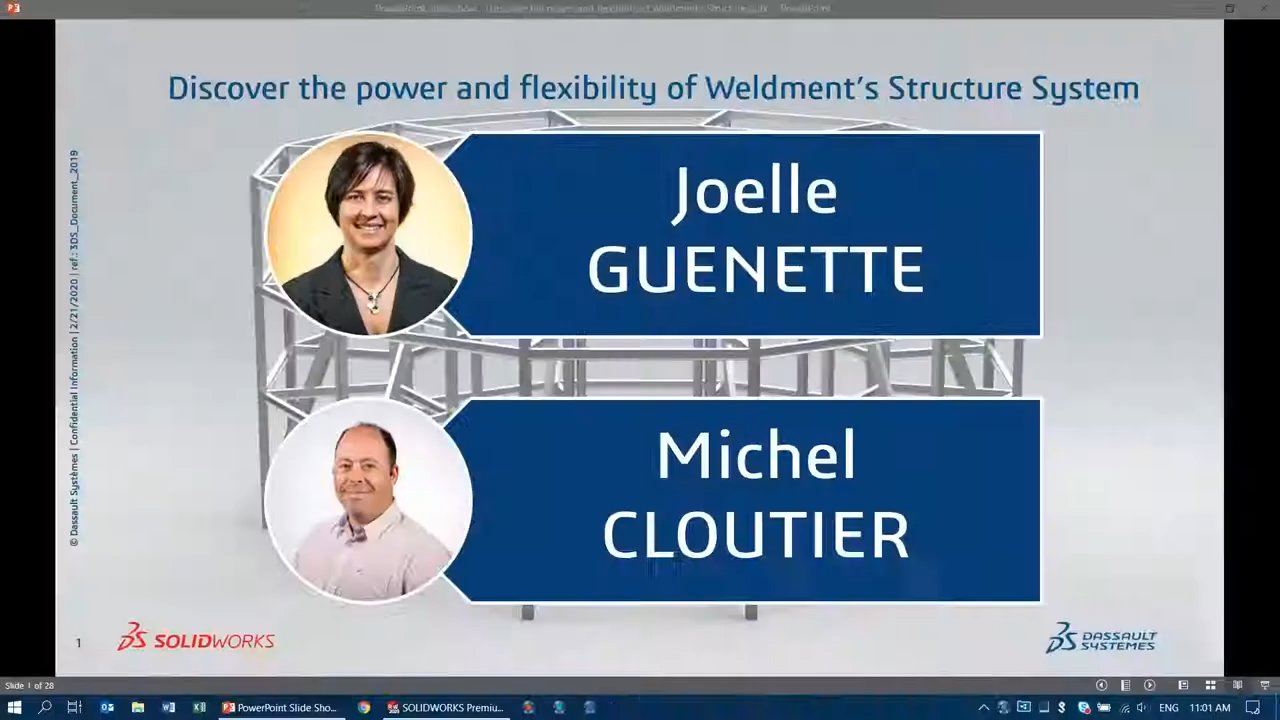 Discover the power and flexibility of Weldment's Structure System
Joelle
GUENETTE
Michel
CLOUTIER
© Dassault Systèmes | Confidential Information | 2/21/2020 | ref.: 3DS_Document_2019
1
SOLIDWORKS
DASSAULT
SYSTEMES
Slide 1 of 28
PowerPoint Slide Sho...
SOLIDWORKS Premiu...
ENG
11:01 AM